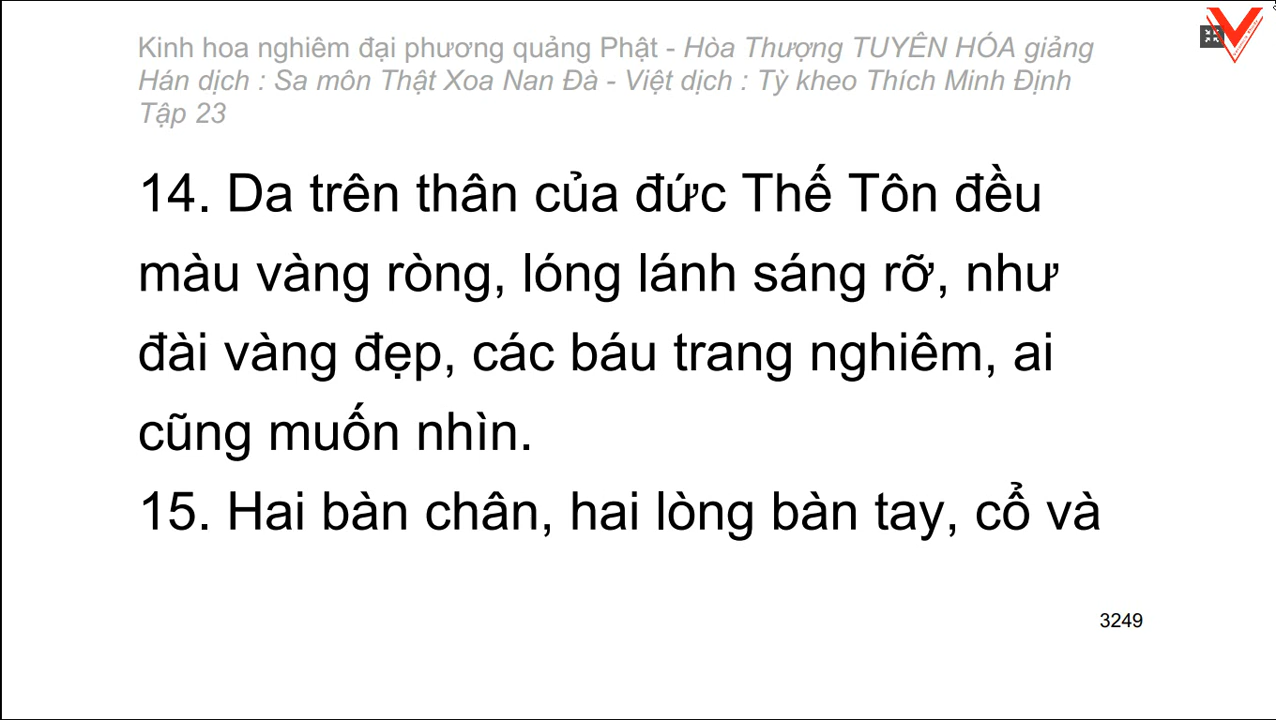 Kinh hoa nghiêm đại phương quảng Phật - Hòa Thượng TUYÊN HÓA giảng
Hán dịch : Sa môn Thật Xoa Nan Đà - Việt dịch : Tỳ kheo Thích Minh Định
Tập 23
14. Da trên thân của đức Thế Tôn đều
màu vàng ròng, lóng lánh sáng rỡ, như
đài vàng đẹp, các báu trang nghiêm, ai
cũng muốn nhìn.
15. Hai bàn chân, hai lòng bàn tay, cổ và
3249